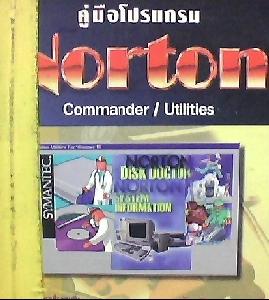 คู่มือโปรแกรม
Norton
Commander / Utilities
SYMANTEC.
NORTON
DISK DOCTOR
NORTON
SYSTEM
INFORMATION